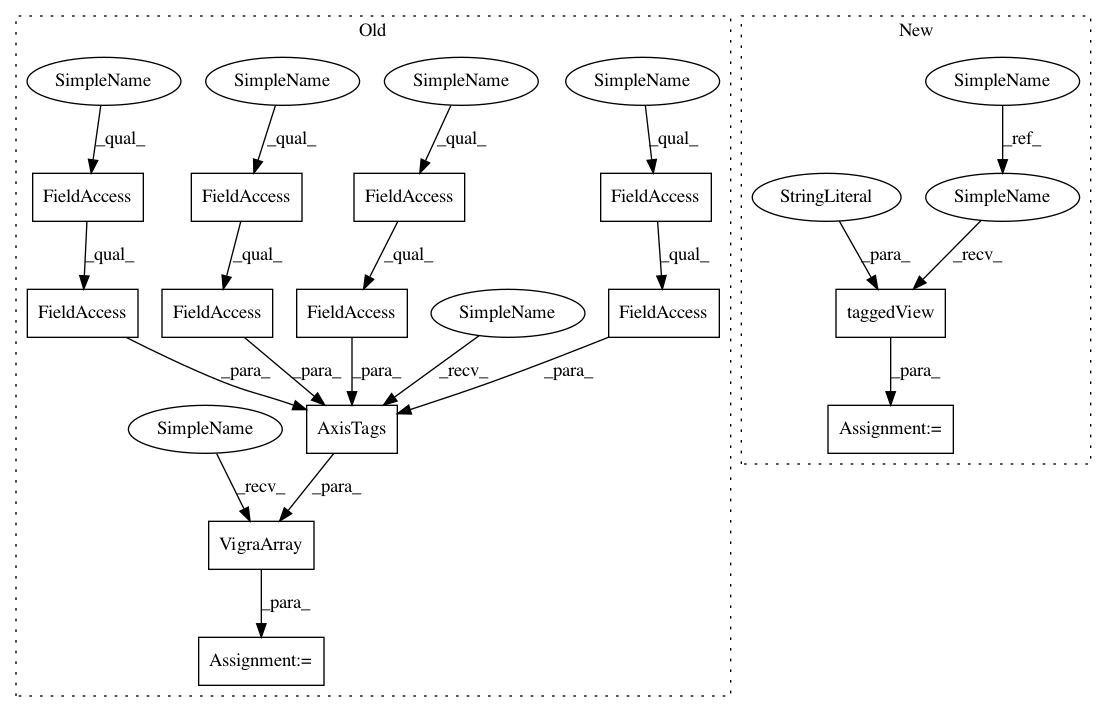 Old
New
SimpleName
SimpleName
SimpleName
SimpleName
SimpleName
_qual_
_qual_
_qual_
_qual_
_ref_
FieldAccess
FieldAccess
FieldAccess
FieldAccess
StringLiteral
SimpleName
_qual_
_qual_
_qual_
_qual_
_para_
_recv_
FieldAccess
FieldAccess
FieldAccess
SimpleName
FieldAccess
taggedView
_para_
_para_
_para_
_recv_
_para_
_para_
SimpleName
AxisTags
Assignment:=
_recv_
_para_
VigraArray
_para_
Assignment:=